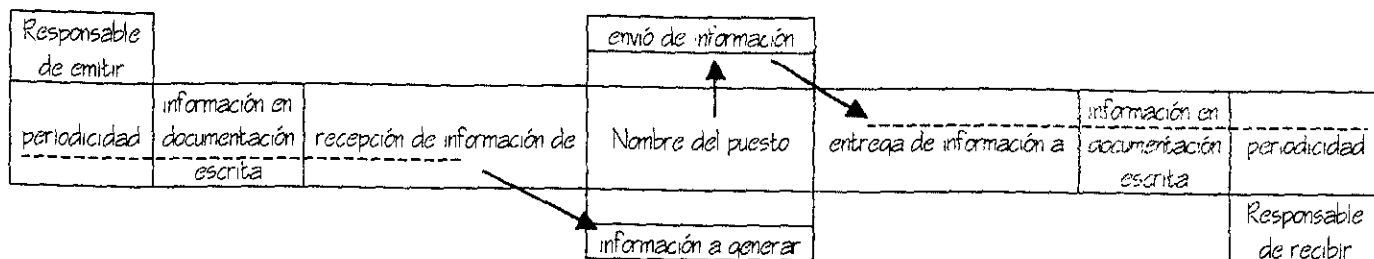 Responsable
de emitir
envió de información
periodicidad
información en
documentación
escrita
recepción de información de
Nombre del puesto
entrega de información a
información en
documentación
escrita
periodicidad
información a generar
Responsable
de recibir